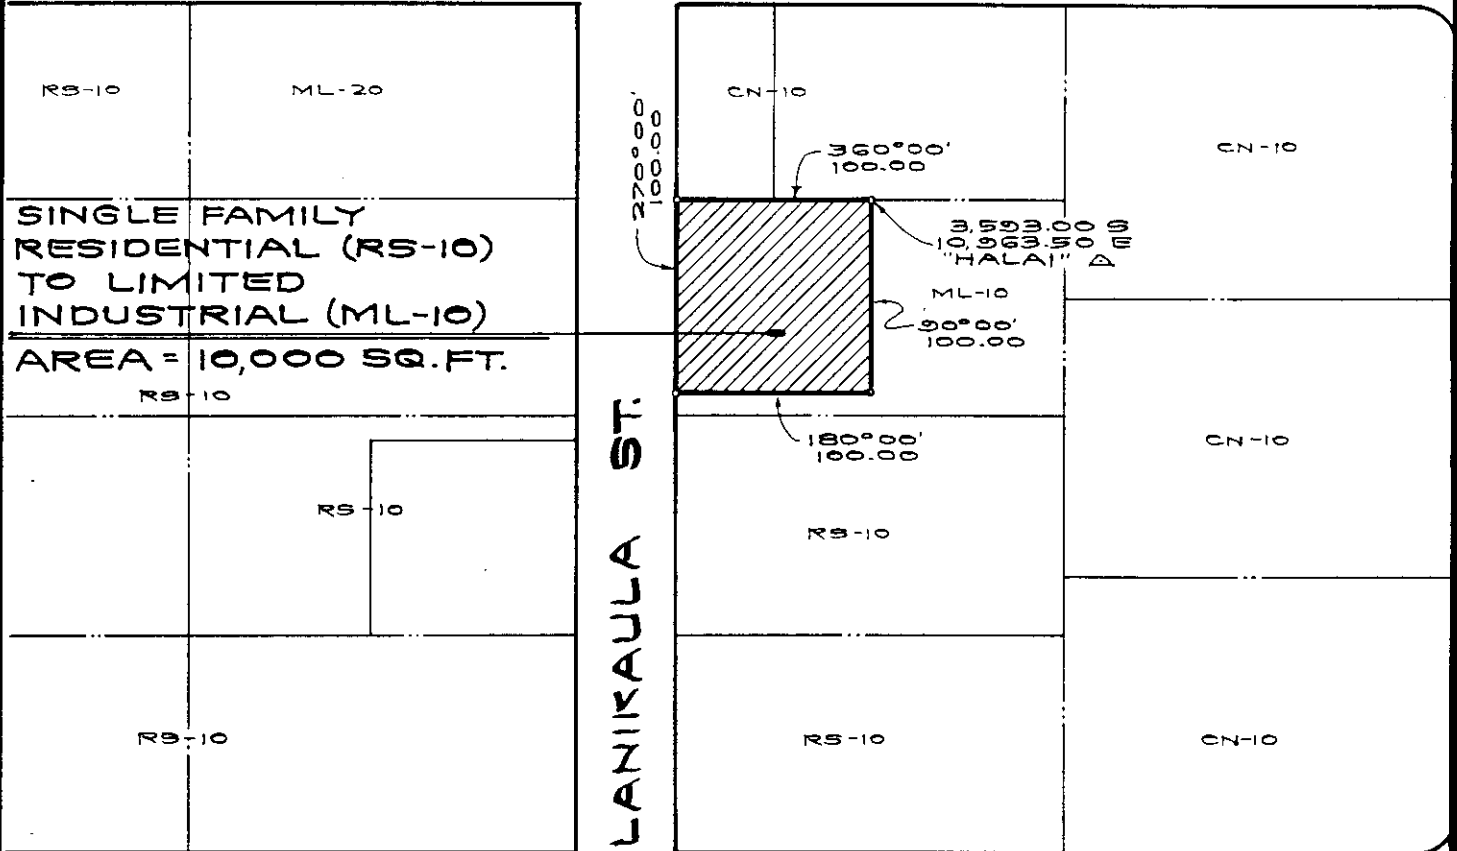 RS-10
ML-20
CN-10
CN-10
270°00'
100.00
360°00'
100.00
3,593.00 S
10,963.50 E
"HALAI" △
SINGLE FAMILY
RESIDENTIAL (RS-10)
TO LIMITED
INDUSTRIAL (ML-10)
AREA = 10,000 SQ.FT.
ML-10
90°00'
100.00
RS-10
180°00'
100.00
CN-10
RS-10
RS-10
LANIKAULA ST.
RS-10
RS-10
CN-10